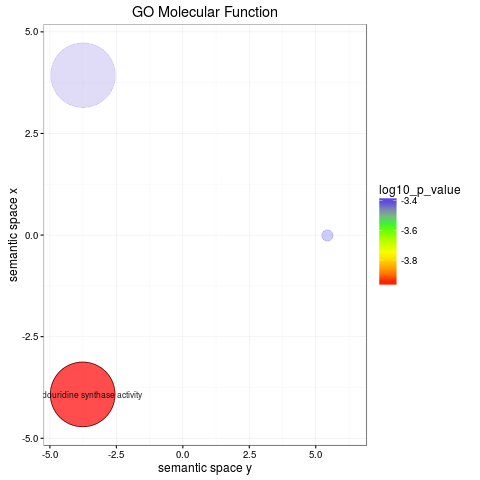 GO Molecular Function
5.0
2.5
0.0
-2.5
-5.0
semantic space x
douridine synthase activity
-5.0 -2.5 0.0 2.5 5.0
semantic space y
log10_p_value
-3.4
-3.6
-3.8